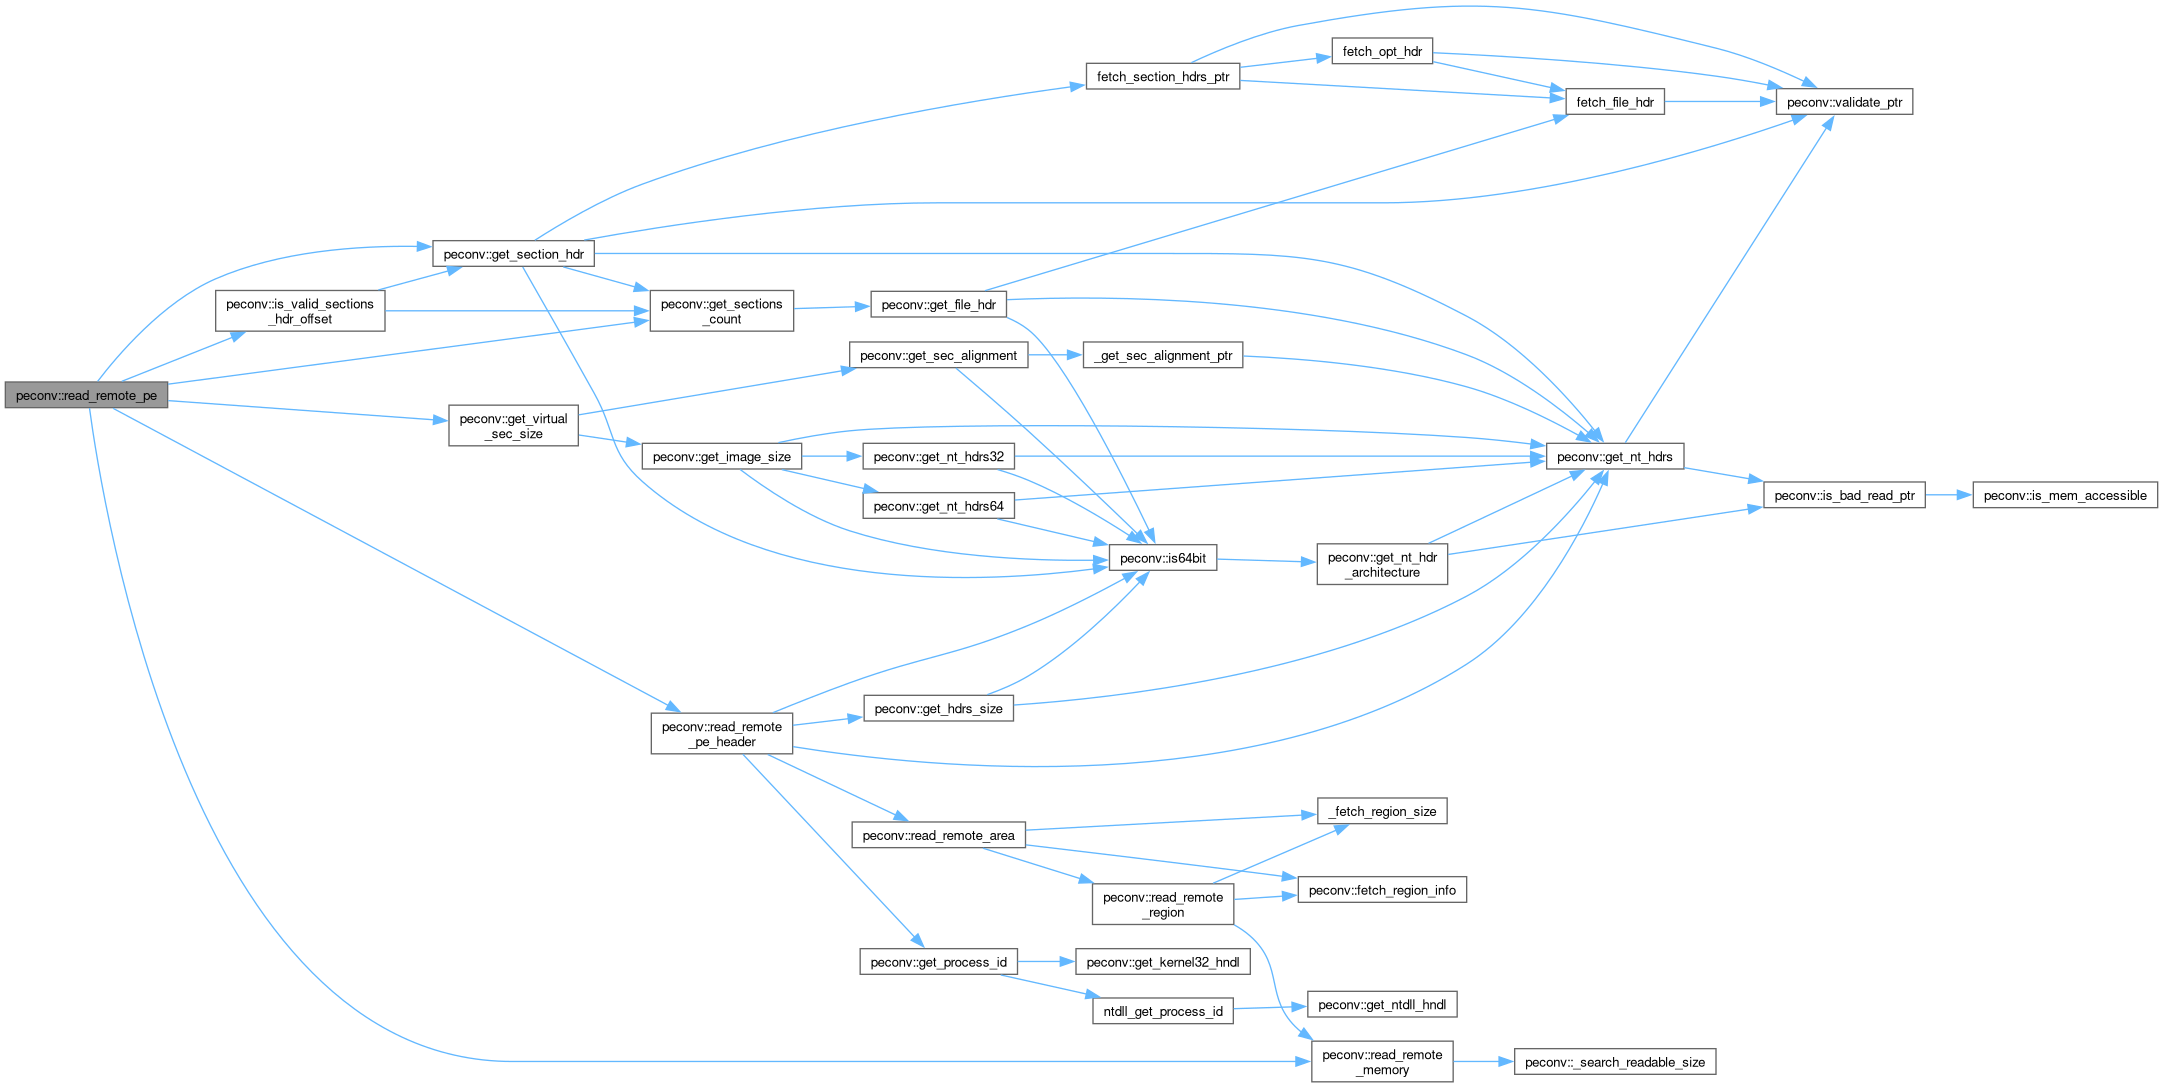 peconv::read_remote_pe
peconv::is_valid_sections
_hdr_offset
peconv::get_section_hdr
peconv::get_virtual
_sec_size
peconv::get_sections
_count
peconv::get_image_size
peconv::read_remote
_pe_header
peconv::get_file_hdr
peconv::get_sec_alignment
peconv::get_nt_hdrs32
peconv::get_nt_hdrs64
peconv::get_hdrs_size
peconv::read_remote_area
peconv::get_process_id
fetch_section_hdrs_ptr
_get_sec_alignment_ptr
peconv::is64bit
peconv::read_remote
_region
peconv::get_kernel32_hndl
ntdll_get_process_id
fetch_opt_hdr
peconv::get_nt_hdr
_architecture
_fetch_region_size
peconv::fetch_region_info
peconv::get_ntdll_hndl
peconv::read_remote
_memory
fetch_file_hdr
peconv::get_nt_hdrs
peconv::_search_readable_size
peconv::validate_ptr
peconv::is_bad_read_ptr
peconv::is_mem_accessible